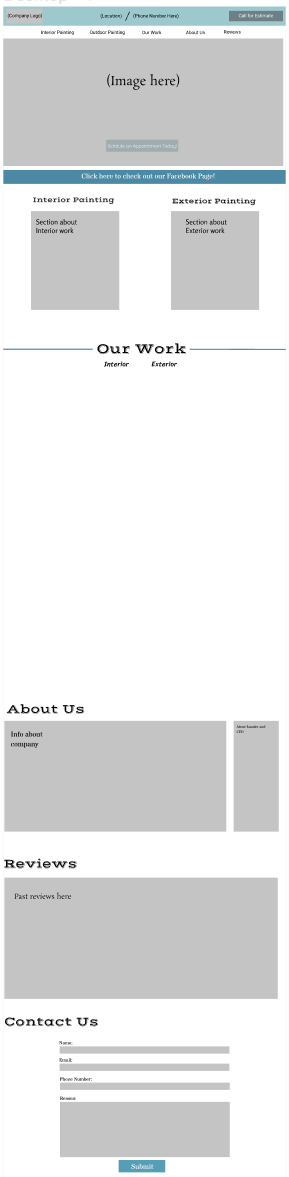 (Company Logo)
(Location) / (Phone Number Here)
Call for Estimate
Interior Painting
Outdoor Painting
Our Work
About Us
Reviews
(Image here)
Schedule an Appointment Today!
Click here to check out our Facebook Page!
Interior Painting
Exterior Painting
Section about
Interior work
Section about
Exterior work
Our Work
Interior
Exterior
About Us
Info about
company
About founder and
CEO
Reviews
Past reviews here
Contact Us
Name:
Email:
Phone Number:
Reason:
Submit